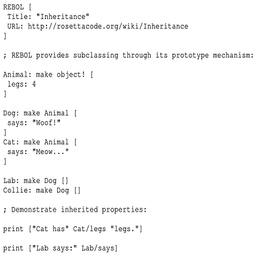 REBOL [
Title: "Inheritance"
URL: http://rosettacode.org/wiki/Inheritance
]
; REBOL provides subclassing through its prototype mechanism:
Animal: make object! [
legs: 4
]
Dog: make Animal [
says: "Woof!"
]
Cat: make Animal [
says: "Meow..."
]
Lab: make Dog []
Collie: make Dog []
; Demonstrate inherited properties:
print ["Cat has" Cat/legs "legs."]
print ["Lab says:" Lab/says]